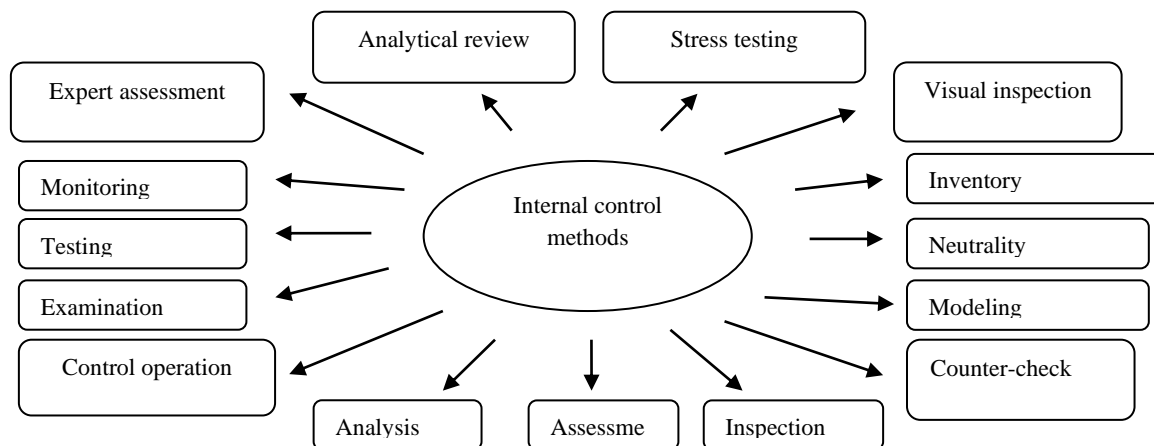 Analytical review
Stress testing
Expert assessment
Visual inspection
Monitoring
Inventory
Internal control
methods
Testing
Neutrality
Examination
Modeling
Control operation
Counter-check
Analysis
Assessme
Inspection